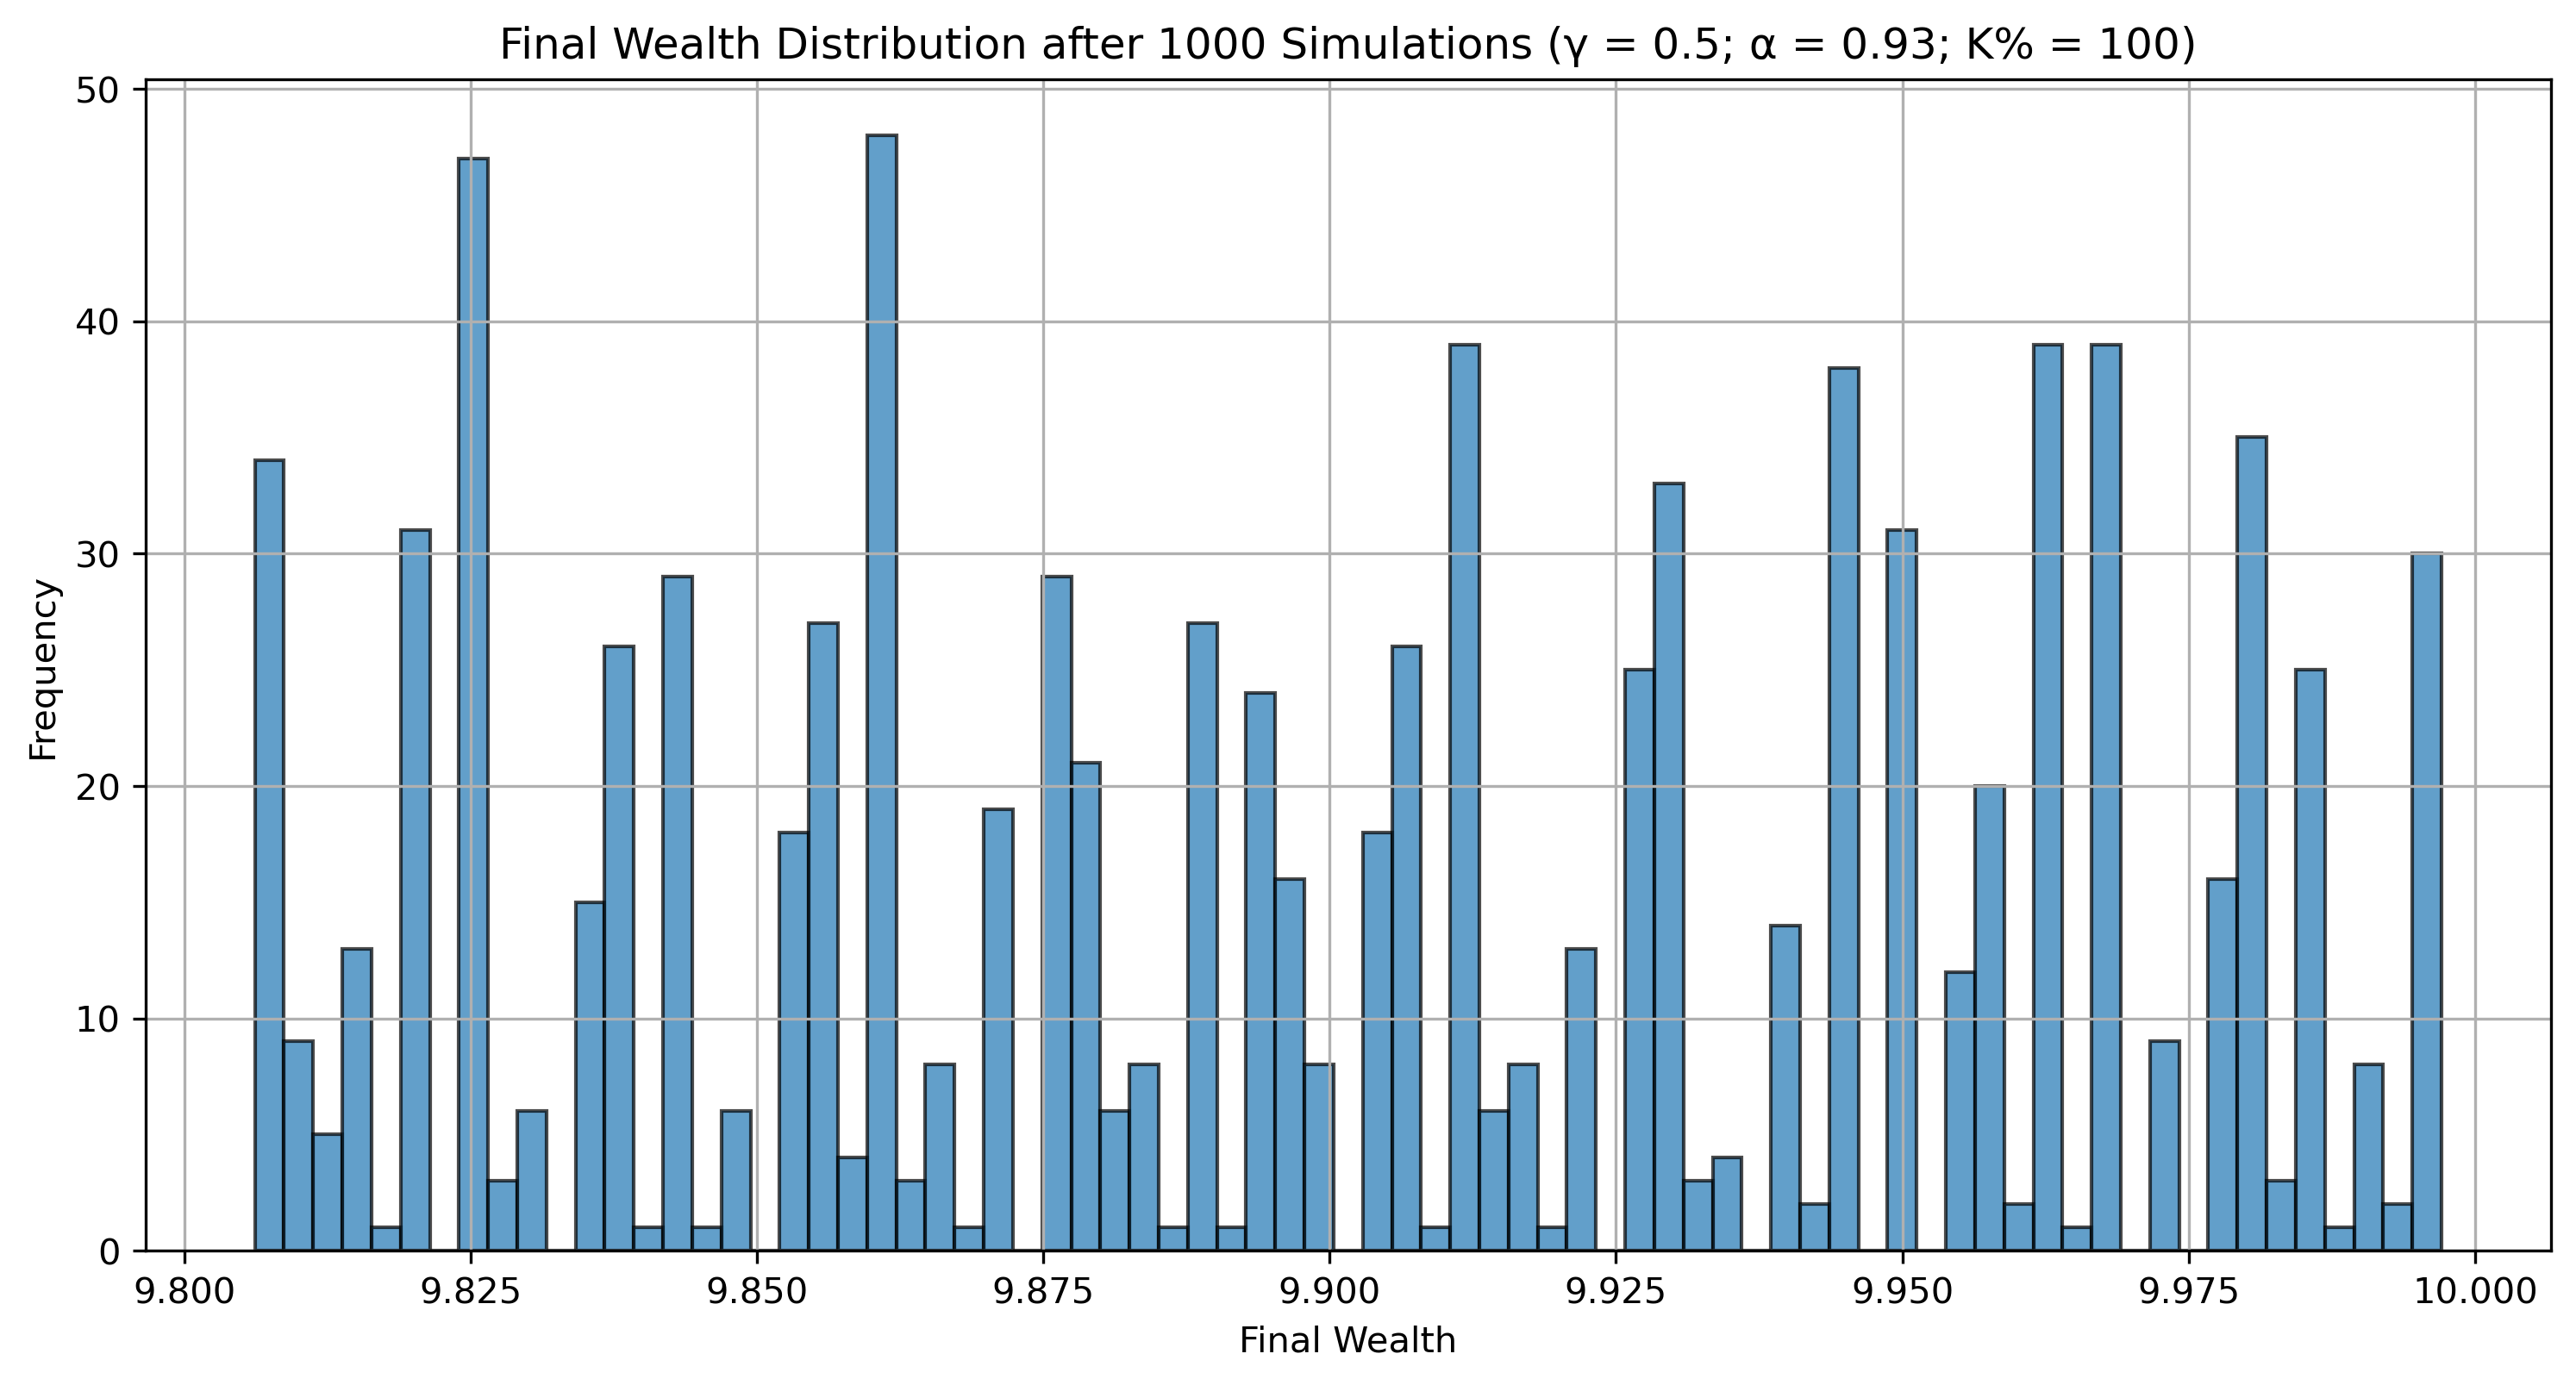 Final Wealth Distribution after 1000 Simulations (γ = 0.5; α = 0.93; K% = 100)
50
40
30
20
10
0
Frequency
9.800 9.825 9.850 9.875 9.900 9.925 9.950 9.975 10.000
Final Wealth